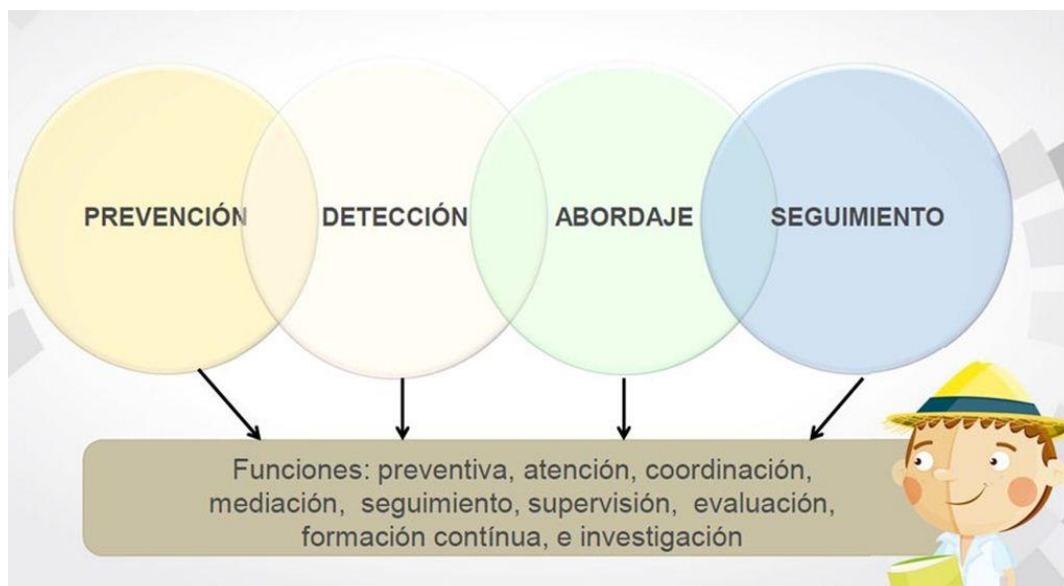 PREVENCIÓN
DETECCIÓN
ABORDAJE
SEGUIMIENTO
Funciones: preventiva, atención, coordinación,
mediación, seguimiento, supervisión, evaluación,
formación contínua, e investigación